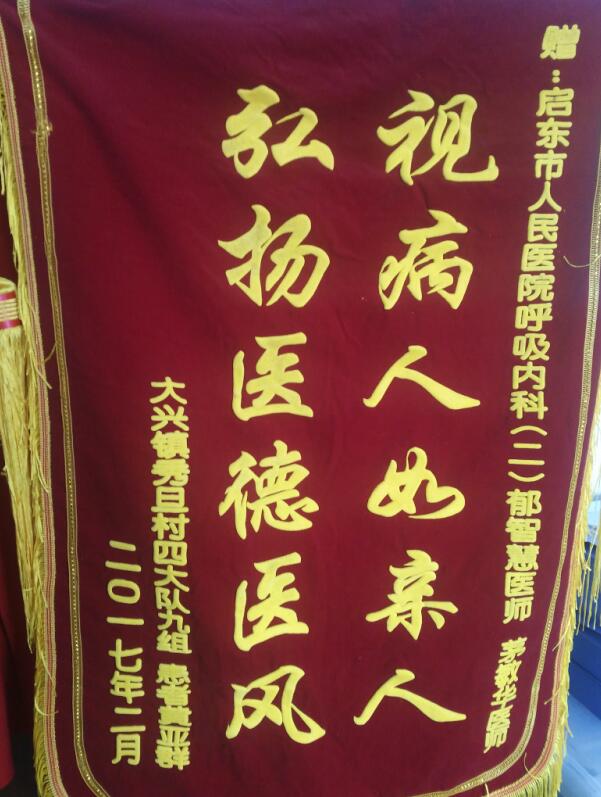 赠：启东市人民医院呼吸内科（二）郁智慧医师 茅敏华医师
视病人如亲人
弘扬医德医风
大兴镇秀旦村四大队九组 患者黄亚群
二〇一七年二月